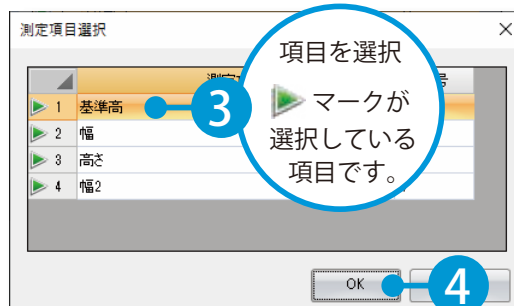 測定項目選択
項目を選択
マークが
選択している
項目です。
1 基準高
3
2 幅
3 高さ
4 幅2
OK
4